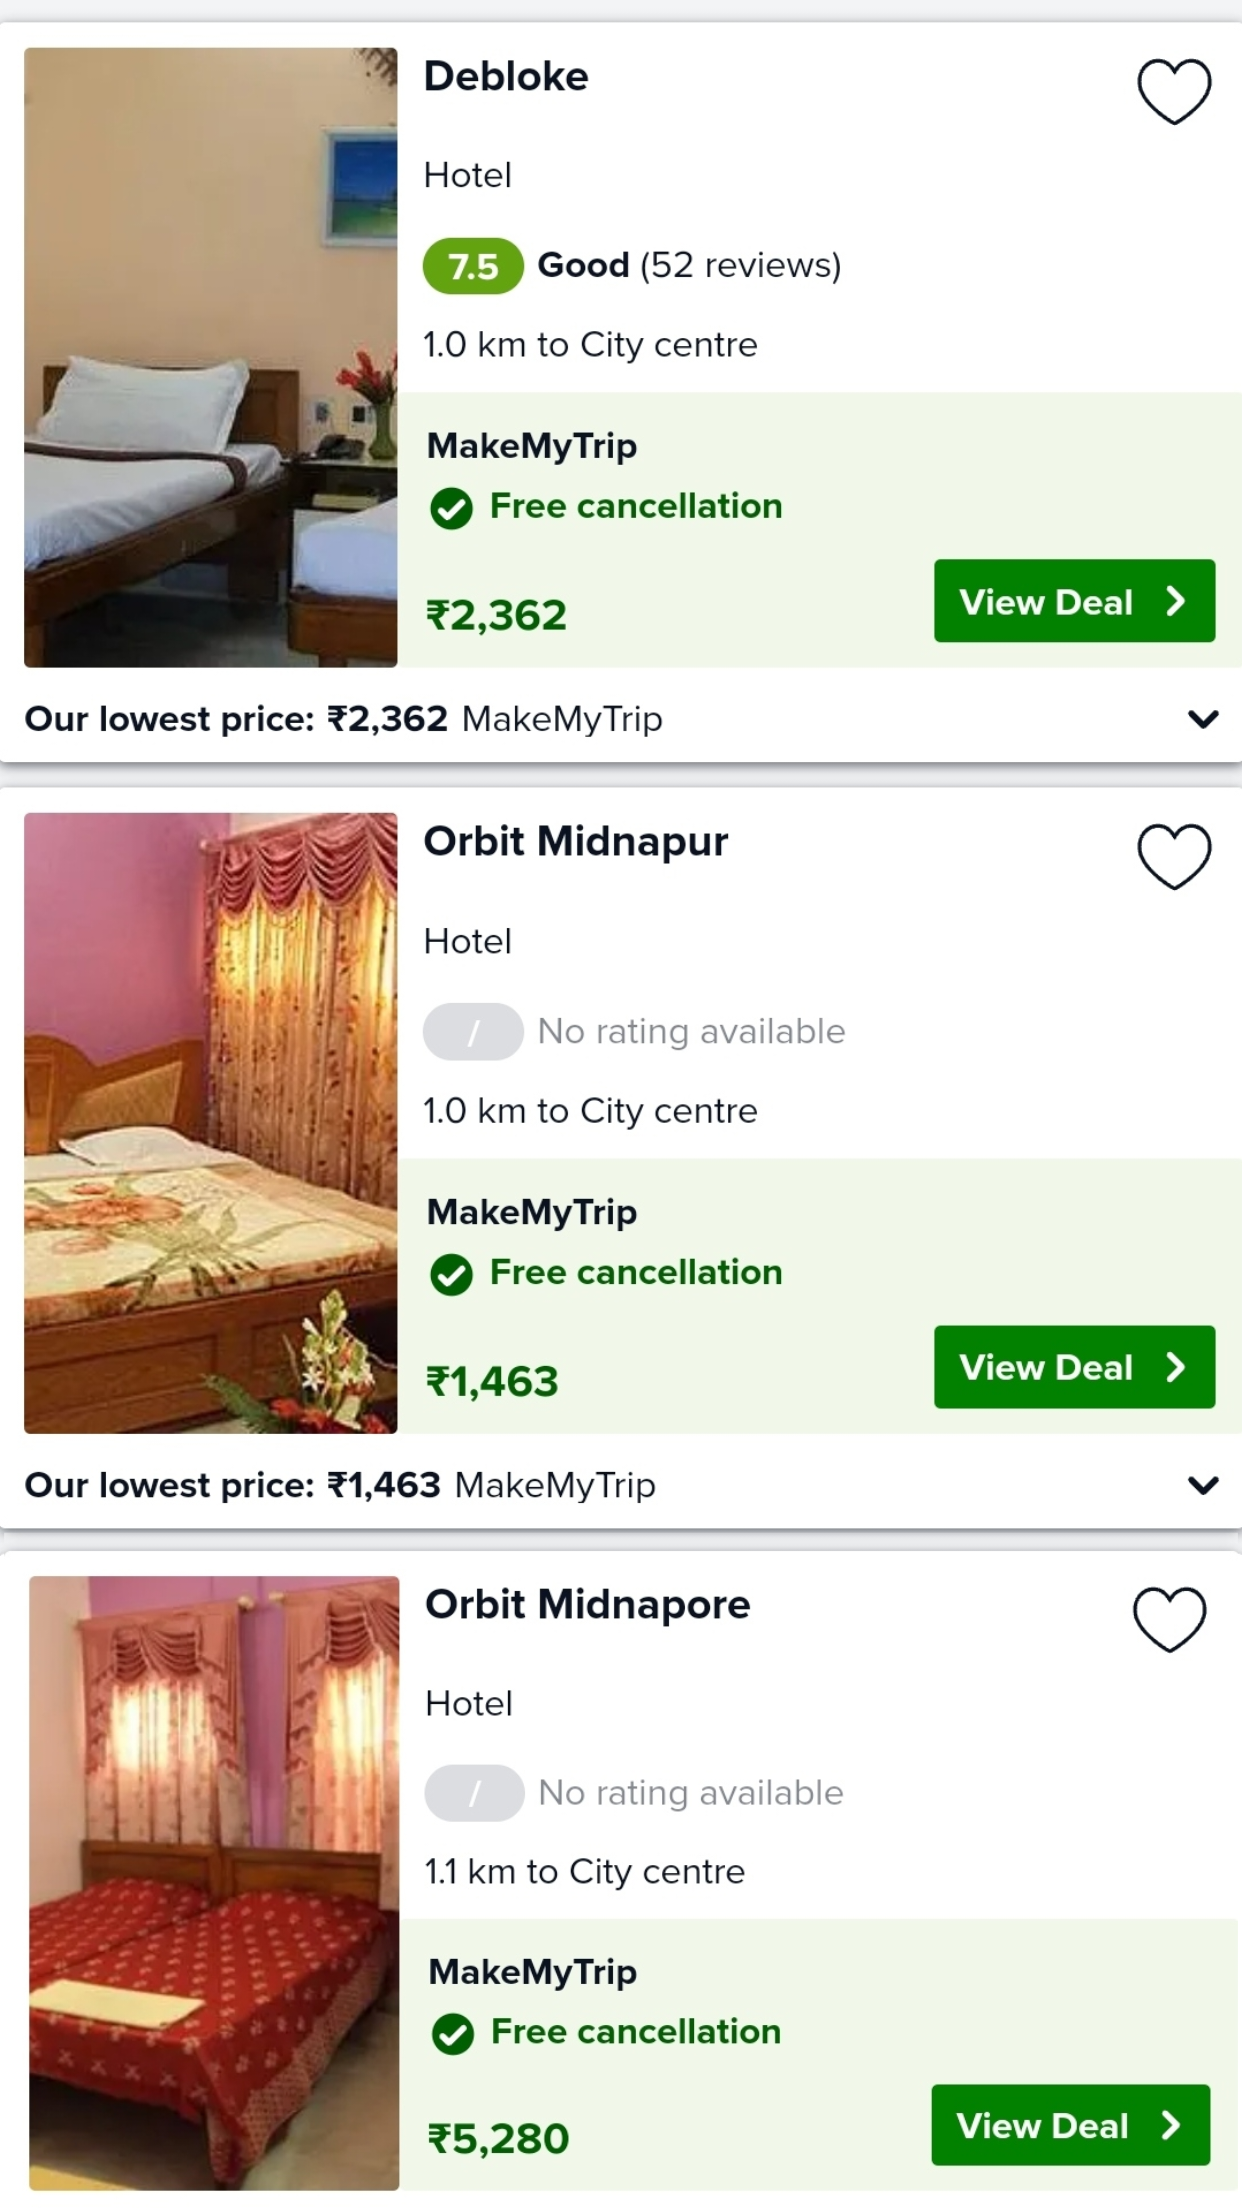 Debloke
Hotel
7.5 Good (52 reviews)
1.0 km to City centre
MakeMyTrip
Free cancellation
₹2,362
View Deal
Our lowest price: ₹2,362 MakeMyTrip
Orbit Midnapur
Hotel
/ No rating available
1.0 km to City centre
MakeMyTrip
Free cancellation
₹1,463
View Deal
Our lowest price: ₹1,463 MakeMyTrip
Orbit Midnapore
Hotel
/ No rating available
1.1 km to City centre
MakeMyTrip
Free cancellation
₹5,280
View Deal